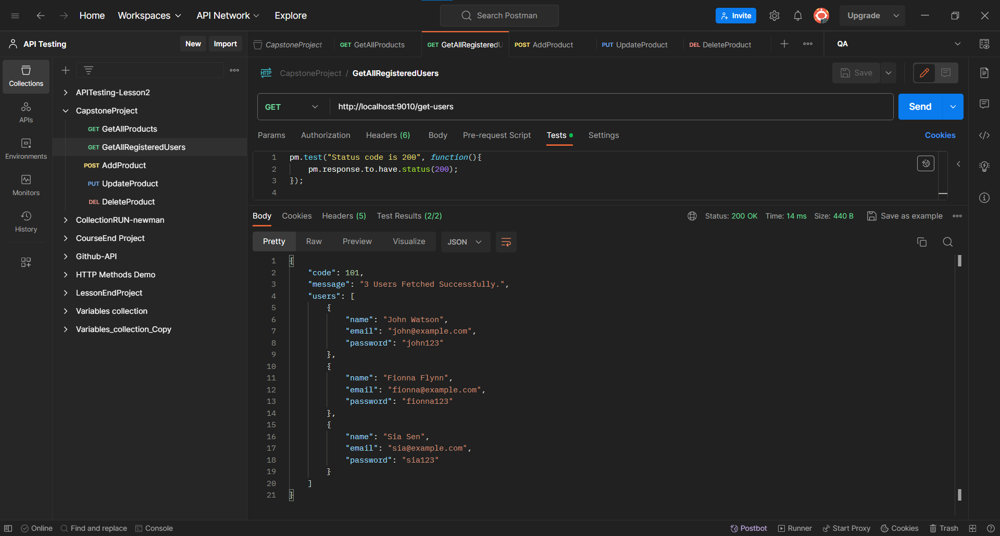 Home Workspaces API Network Explore Search Postman Invite Upgrade
API Testing New Import CapstoneProject GET GetAllProducts GET GetAllRegisteredU POST AddProduct PUT UpdateProduct DEL DeleteProduct QA
Collections
APIs
Environments
Monitors
History
APITesting-Lesson2
CapstoneProject
GET GetAllProducts
GET GetAllRegisteredUsers
POST AddProduct
PUT UpdateProduct
DEL DeleteProduct
CollectionRUN-newman
CourseEnd Project
Github-API
HTTP Methods Demo
LessonEndProject
Variables collection
Variables_collection_Copy
HTTP CapstoneProject / GetAllRegisteredUsers Save
GET http://localhost:9010/get-users Send
Params Authorization Headers (6) Body Pre-request Script Tests Settings Cookies
1 pm.test("Status code is 200", function(){
2 pm.response.to.have.status(200);
3 });
4
Body Cookies Headers (5) Test Results (2/2) Status: 200 OK Time: 14 ms Size: 440 B Save as example
Pretty Raw Preview Visualize JSON
1 {
2 "code": 101,
3 "message": "3 Users Fetched Successfully.",
4 "users": [
5 {
6 "name": "John Watson",
7 "email": "john@example.com",
8 "password": "john123"
9 },
10 {
11 "name": "Fionna Flynn",
12 "email": "fionna@example.com",
13 "password": "fionna123"
14 },
15 {
16 "name": "Sia Sen",
17 "email": "sia@example.com",
18 "password": "sia123"
19 }
20 ]
21 }
Online Find and replace Console Postbot Runner Start Proxy Cookies Trash